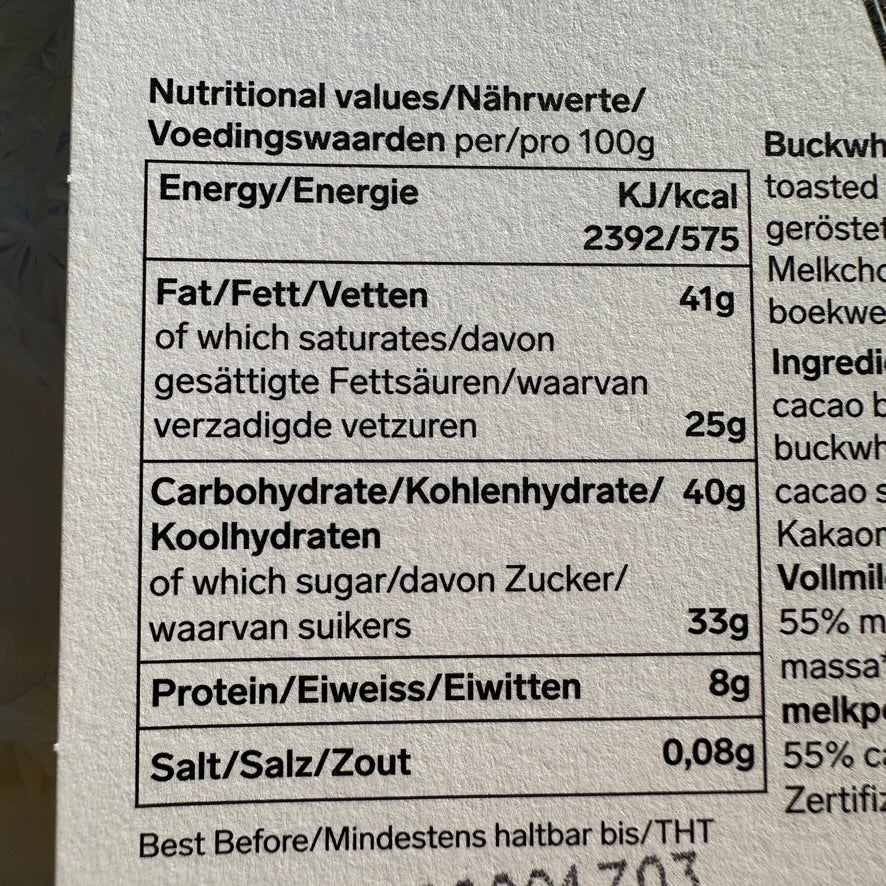 Nutritional values/Nährwerte/
Voedingswaarden per/pro 100g
Energy/Energie KJ/kcal
2392/575
Fat/Fett/Vetten 41g
of which saturates/davon
gesättigte Fettsäuren/waarvan
verzadigde vetzuren 25g
Carbohydrate/Kohlenhydrate/ 40g
Koolhydraten
of which sugar/davon Zucker/
waarvan suikers 33g
Protein/Eiweiss/Eiwitten 8g
Salt/Salz/Zout 0,08g
Best Before/Mindestens haltbar bis/THT
toasted
cacao
cacao
55%
massa*
55%